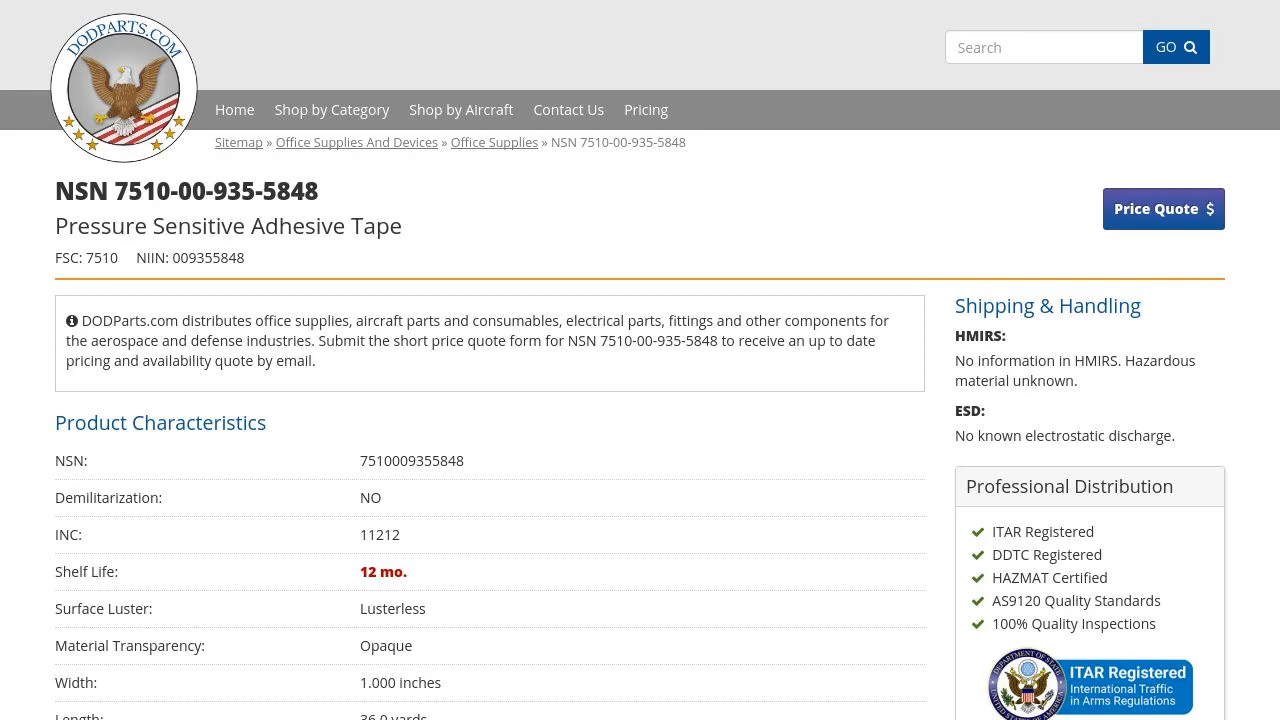 DODPARTS.COM
Search
GO
Home
Shop by Category
Shop by Aircraft
Contact Us
Pricing
Sitemap » Office Supplies And Devices » Office Supplies » NSN 7510-00-935-5848
NSN 7510-00-935-5848
Pressure Sensitive Adhesive Tape
FSC: 7510 NIIN: 009355848
Price Quote $
DODParts.com distributes office supplies, aircraft parts and consumables, electrical parts, fittings and other components for
the aerospace and defense industries. Submit the short price quote form for NSN 7510-00-935-5848 to receive an up to date
pricing and availability quote by email.
Product Characteristics
NSN: 7510009355848
Demilitarization: NO
INC: 11212
Shelf Life: 12 mo.
Surface Luster: Lusterless
Material Transparency: Opaque
Width: 1.000 inches
Length: 36.0 yards
Shipping & Handling
HMIRS:
No information in HMIRS. Hazardous
material unknown.
ESD:
No known electrostatic discharge.
Professional Distribution
ITAR Registered
DDTC Registered
HAZMAT Certified
AS9120 Quality Standards
100% Quality Inspections
DEPARTMENT OF STATE
ITAR Registered
International Traffic
in Arms Regulations